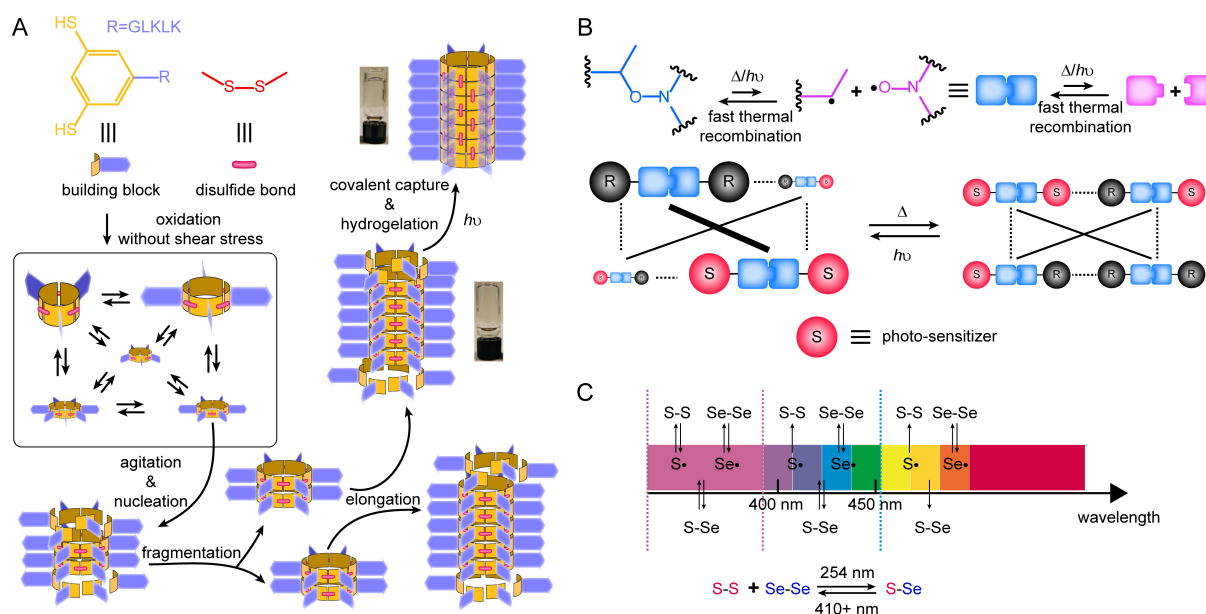 A
HS
R=GLKLK
R
HS
S
S
building block
disulfide bond
oxidation
without shear stress
agitation
&
nucleation
fragmentation
elongation
covalent capture
&
hydrogelation
hυ
B
O
N
Δ/hυ
fast thermal
recombination
+
•O
N
≡
Δ/hυ
fast thermal
recombination
+
R
R
R
S
S
R
S
S
Δ
hυ
S
S
R
S
S
R
R
R
S
≡
photo-sensitizer
C
S-S
Se-Se
S-S
Se-Se
S-S
Se-Se
S•
Se•
S•
Se•
S•
Se•
400 nm
450 nm
S-Se
S-Se
S-Se
wavelength
S-S + Se-Se
254 nm
410+ nm
S-Se